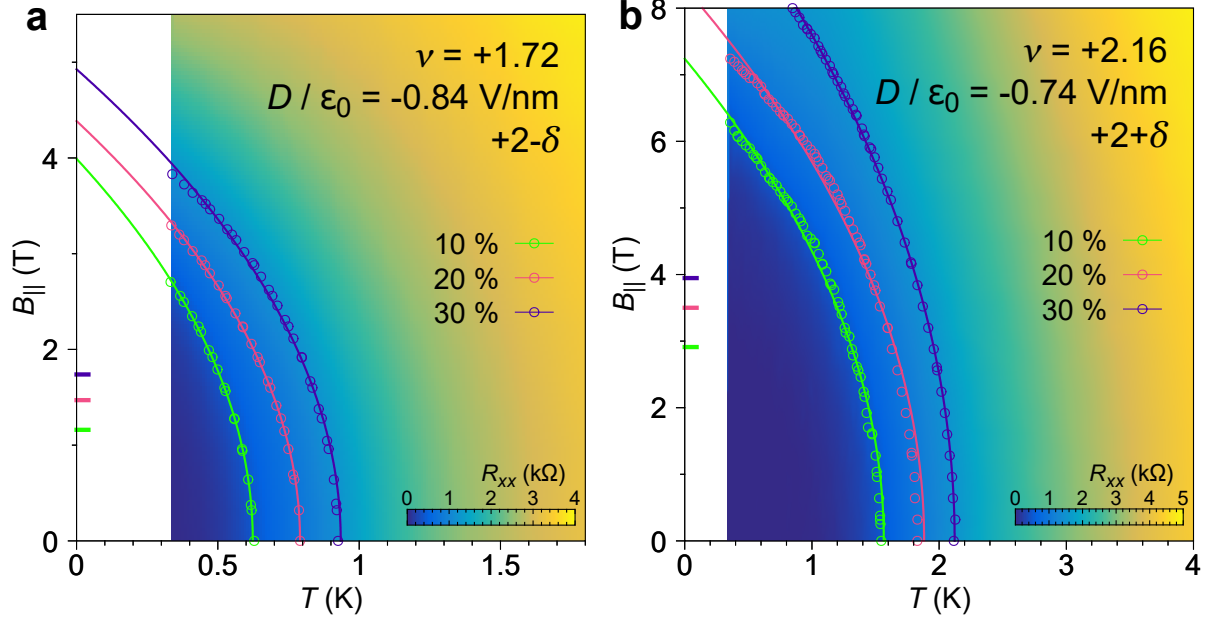 a
ν = +1.72
D / ε0 = -0.84 V/nm
+2-δ
10 %
20 %
30 %
Rxx (kΩ)
0 1 2 3 4
B|| (T)
4
2
0
0 0.5 1 1.5
T (K)
b
ν = +2.16
D / ε0 = -0.74 V/nm
+2+δ
10 %
20 %
30 %
Rxx (kΩ)
0 1 2 3 4 5
B|| (T)
8
6
4
2
0
0 1 2 3 4
T (K)